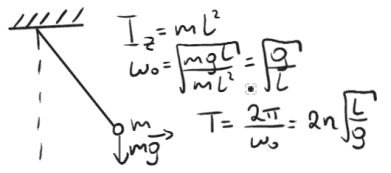 I_z = mL²
ω₀ = √(mgL/mL²) = √(g/L)
T = 2π/ω₀ = 2π√(L/g)
m
mg⃗